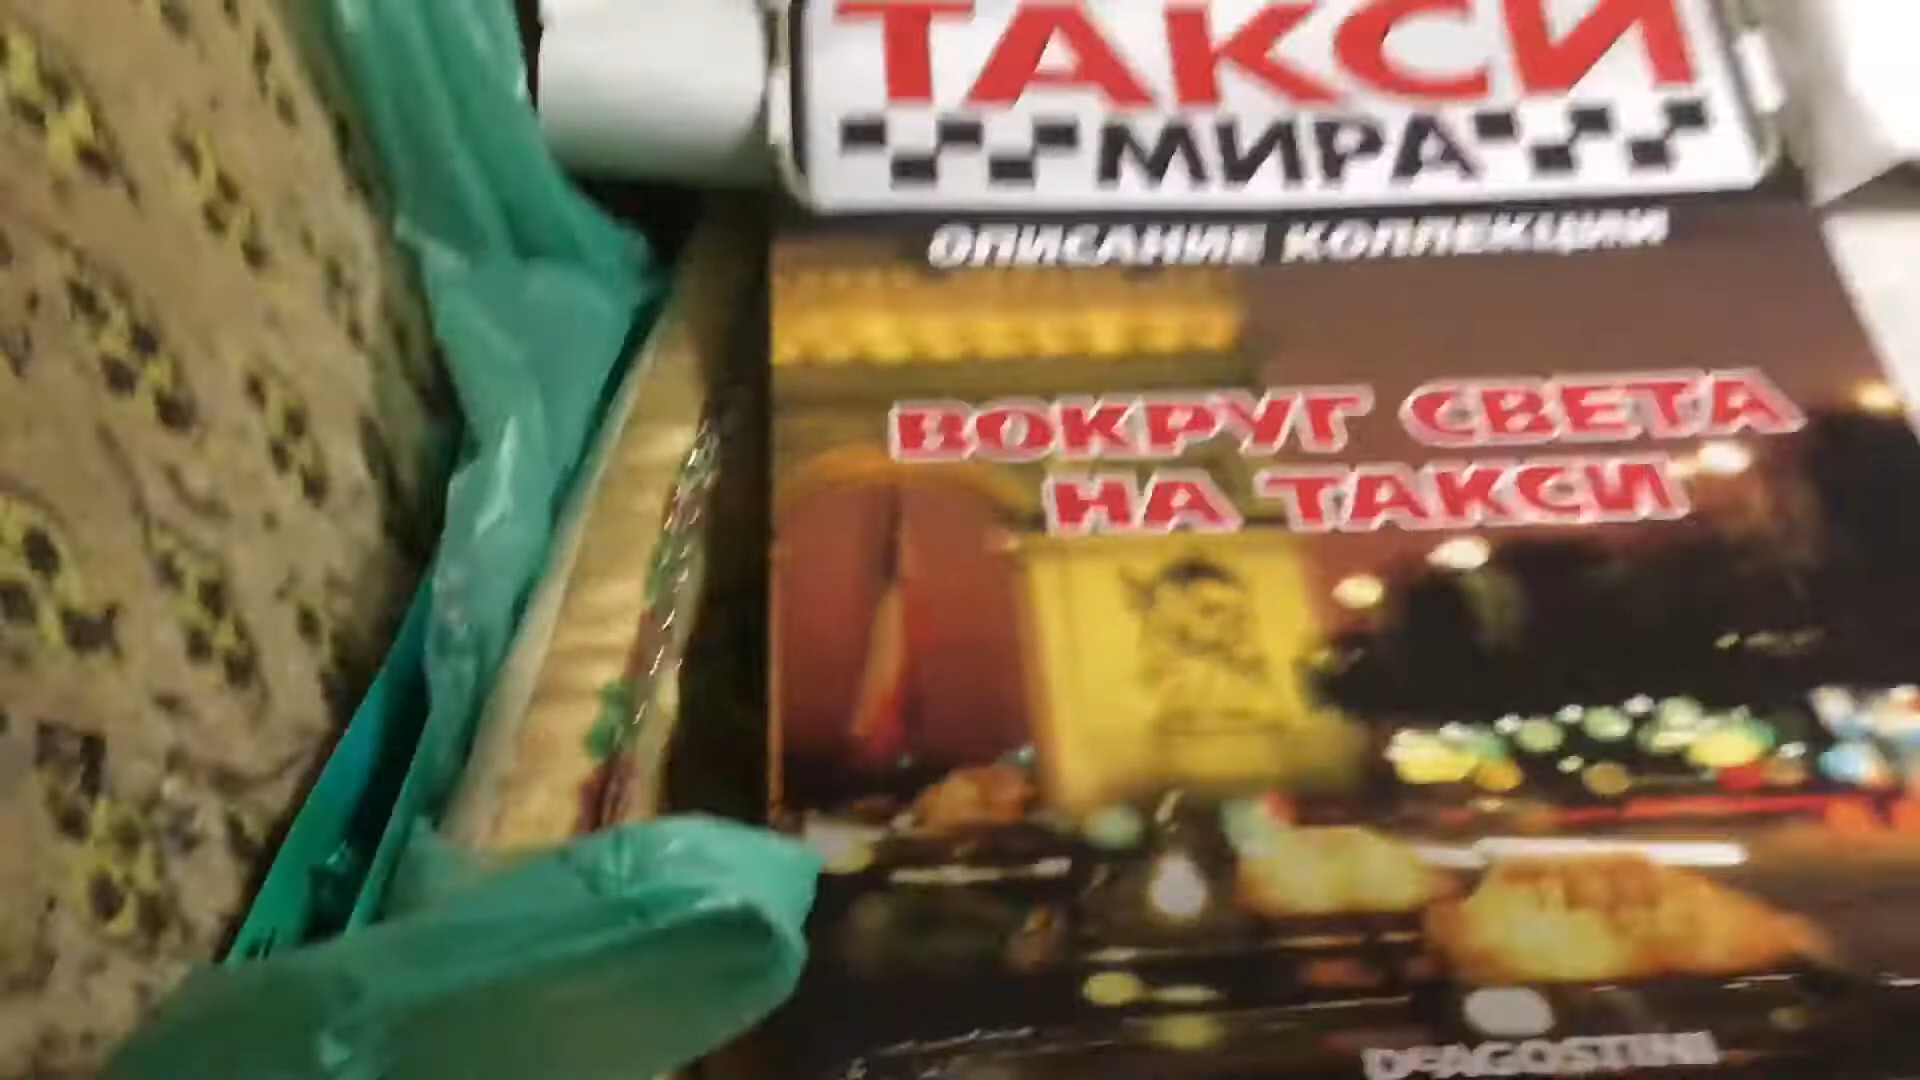 ТАКСИ
МИРА
ОПИСАНИЕ КОЛЛЕКЦИИ
ВОКРУГ СВЕТА
НА ТАКСИ
DeAGOSTINI